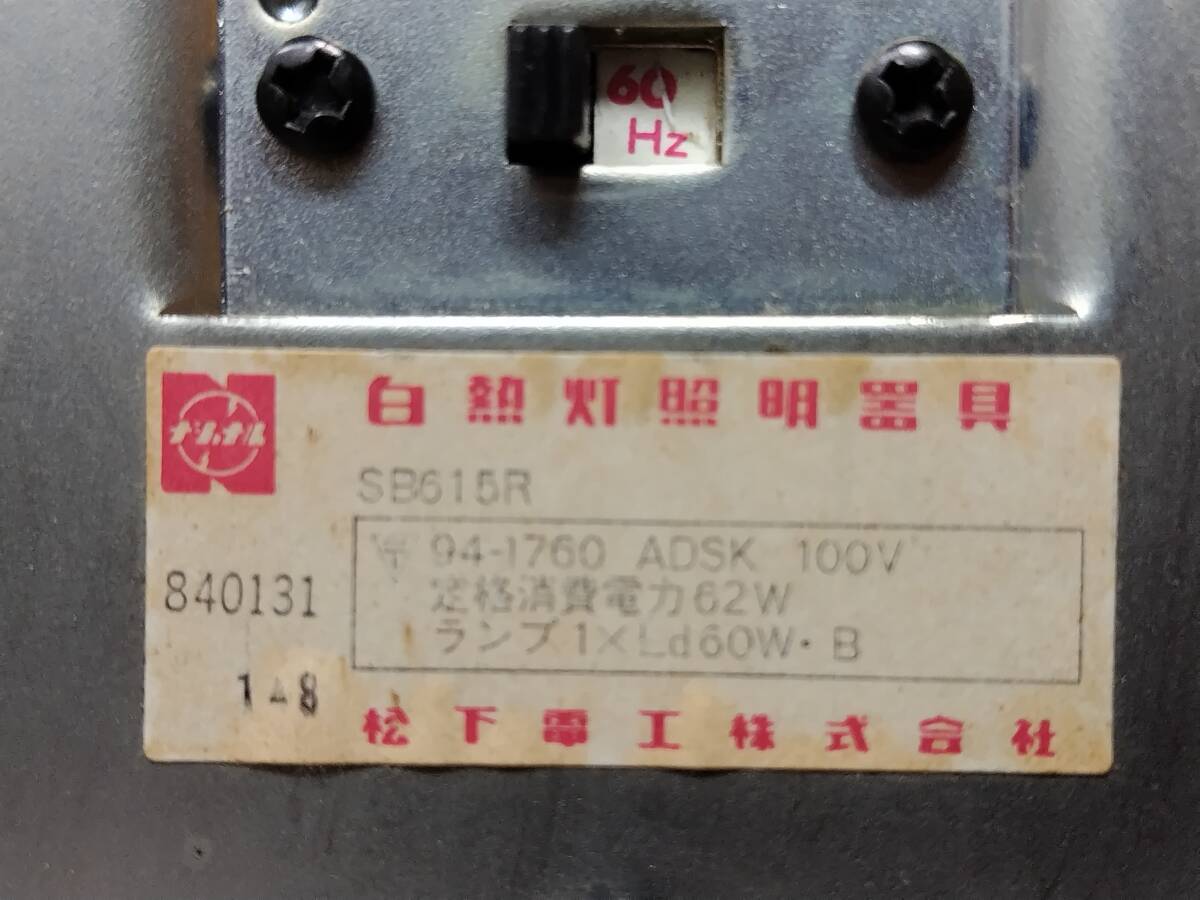 60
Hz
ナショナル
白熱灯照明器具
SB615R
〒 94-1760 ADSK 100V
定格消費電力62W
ランプ1×Ld60W・B
840131
148
松下電工株式会社